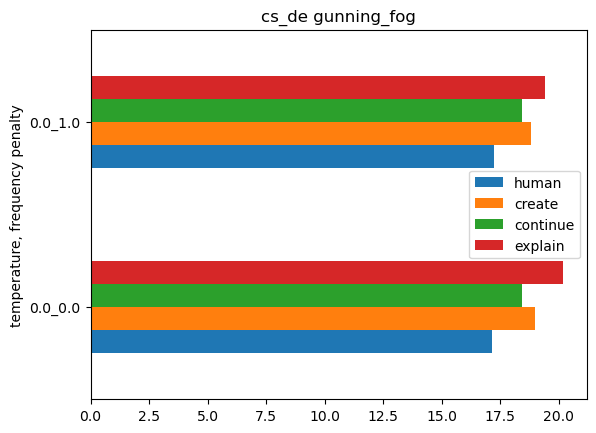 cs_de gunning_fog
temperature, frequency penalty
0.0_1.0
0.0_0.0
human
create
continue
explain
0.0 2.5 5.0 7.5 10.0 12.5 15.0 17.5 20.0